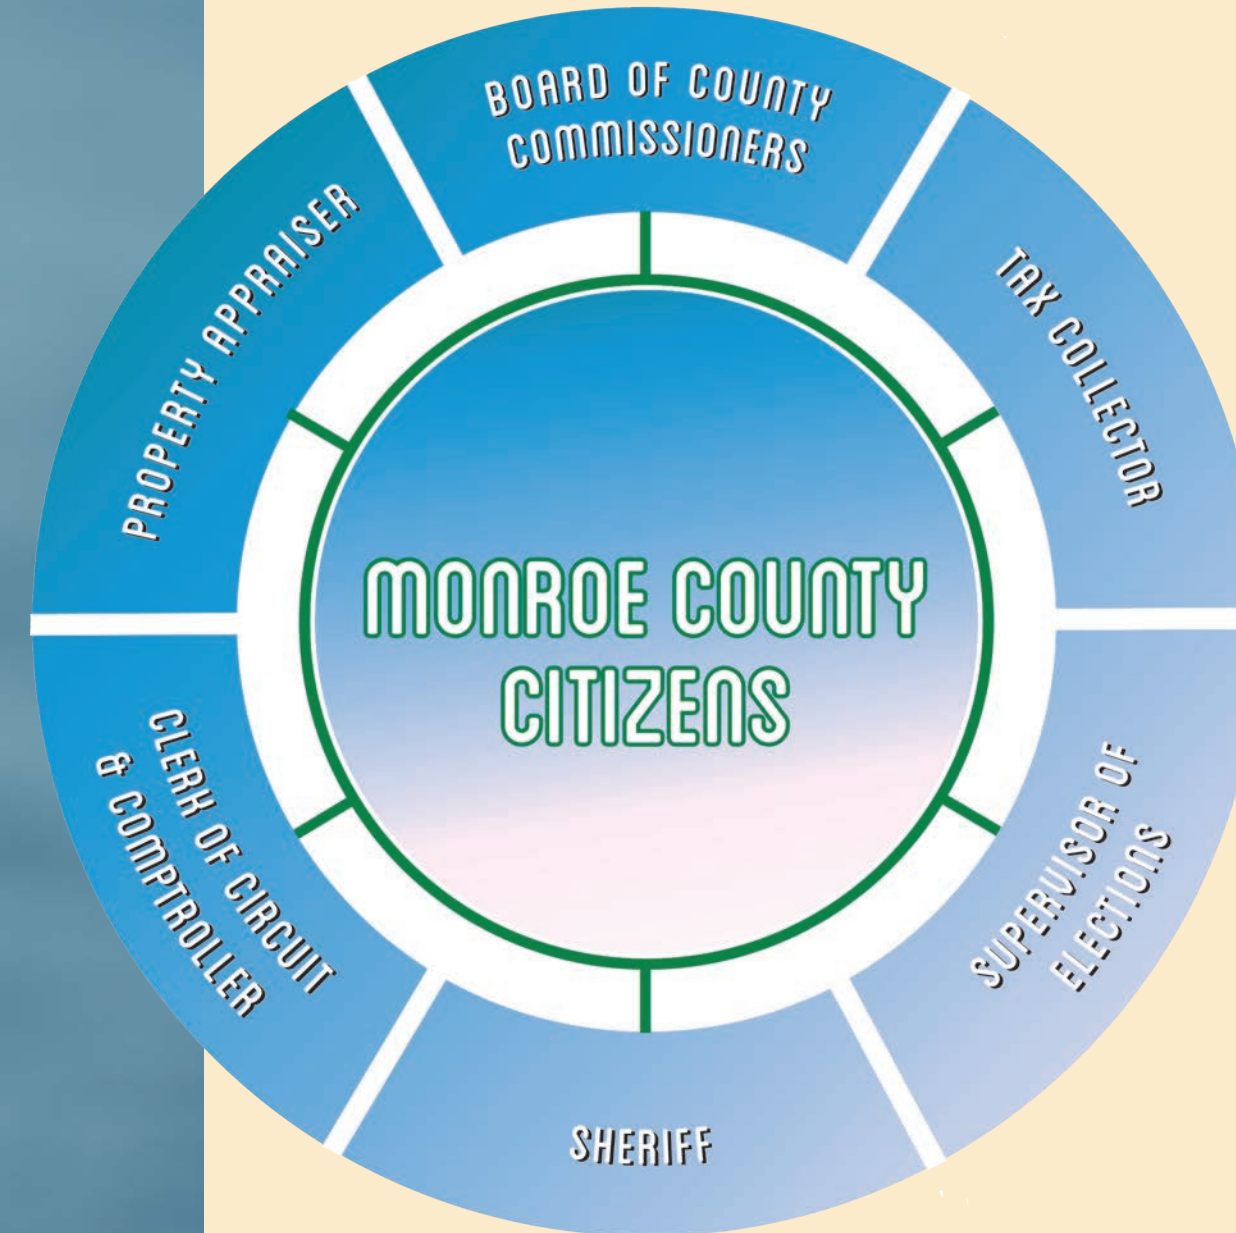 BOARD OF COUNTY
COMMISSIONERS
TAX COLLECTOR
SUPERVISOR OF
ELECTIONS
SHERIFF
CLERK OF CIRCUIT
& COMPTROLLER
PROPERTY APPRAISER
MONROE COUNTY
CITIZENS